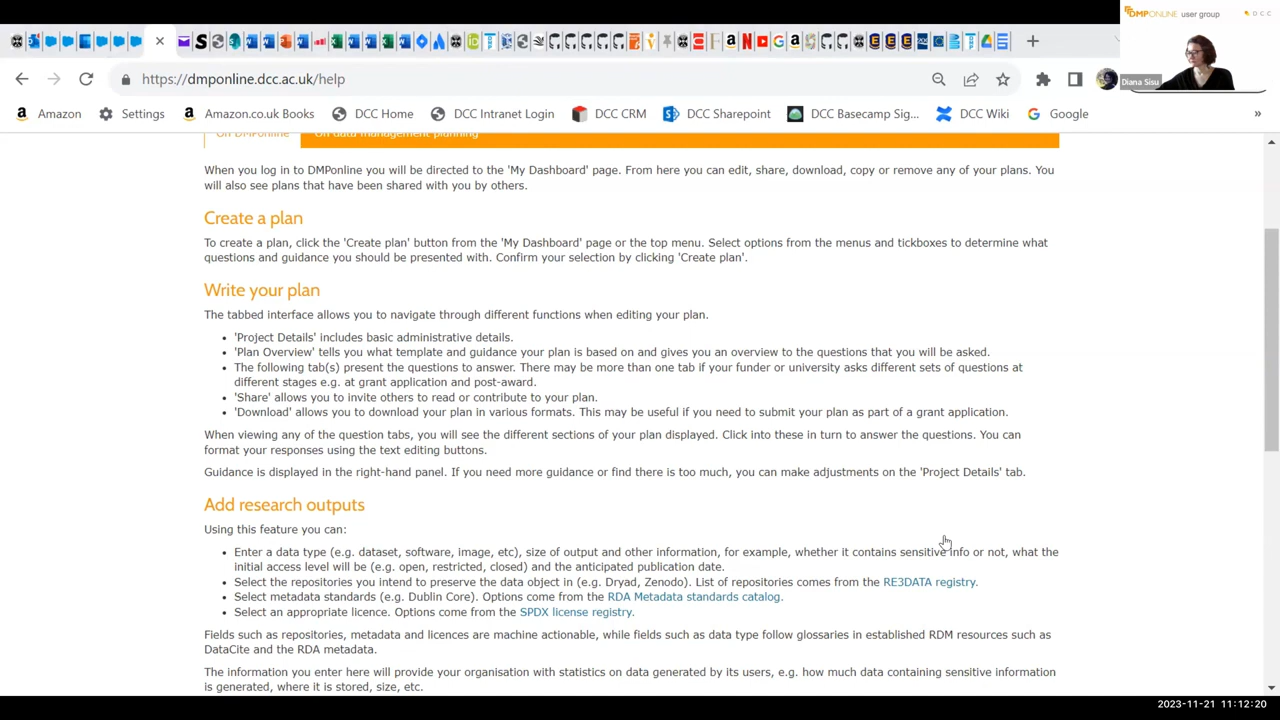 DMPONLINE user group
DCC
https://dmponline.dcc.ac.uk/help
Diana Sisu
Amazon
Settings
Amazon.co.uk Books
DCC Home
DCC Intranet Login
DCC CRM
DCC Sharepoint
DCC Basecamp Sig...
DCC Wiki
Google
»
On DMPonline
On data management planning
When you log in to DMPonline you will be directed to the 'My Dashboard' page. From here you can edit, share, download, copy or remove any of your plans. You
will also see plans that have been shared with you by others.
Create a plan
To create a plan, click the 'Create plan' button from the 'My Dashboard' page or the top menu. Select options from the menus and tickboxes to determine what
questions and guidance you should be presented with. Confirm your selection by clicking 'Create plan'.
Write your plan
The tabbed interface allows you to navigate through different functions when editing your plan.
• 'Project Details' includes basic administrative details.
• 'Plan Overview' tells you what template and guidance your plan is based on and gives you an overview to the questions that you will be asked.
• The following tab(s) present the questions to answer. There may be more than one tab if your funder or university asks different sets of questions at
different stages e.g. at grant application and post-award.
• 'Share' allows you to invite others to read or contribute to your plan.
• 'Download' allows you to download your plan in various formats. This may be useful if you need to submit your plan as part of a grant application.
When viewing any of the question tabs, you will see the different sections of your plan displayed. Click into these in turn to answer the questions. You can
format your responses using the text editing buttons.
Guidance is displayed in the right-hand panel. If you need more guidance or find there is too much, you can make adjustments on the 'Project Details' tab.
Add research outputs
Using this feature you can:
• Enter a data type (e.g. dataset, software, image, etc), size of output and other information, for example, whether it contains sensitive info or not, what the
initial access level will be (e.g. open, restricted, closed) and the anticipated publication date.
• Select the repositories you intend to preserve the data object in (e.g. Dryad, Zenodo). List of repositories comes from the RE3DATA registry.
• Select metadata standards (e.g. Dublin Core). Options come from the RDA Metadata standards catalog.
• Select an appropriate licence. Options come from the SPDX license registry.
Fields such as repositories, metadata and licences are machine actionable, while fields such as data type follow glossaries in established RDM resources such as
DataCite and the RDA metadata.
The information you enter here will provide your organisation with statistics on data generated by its users, e.g. how much data containing sensitive information
is generated, where it is stored, size, etc.
2023-11-21 11:12:20